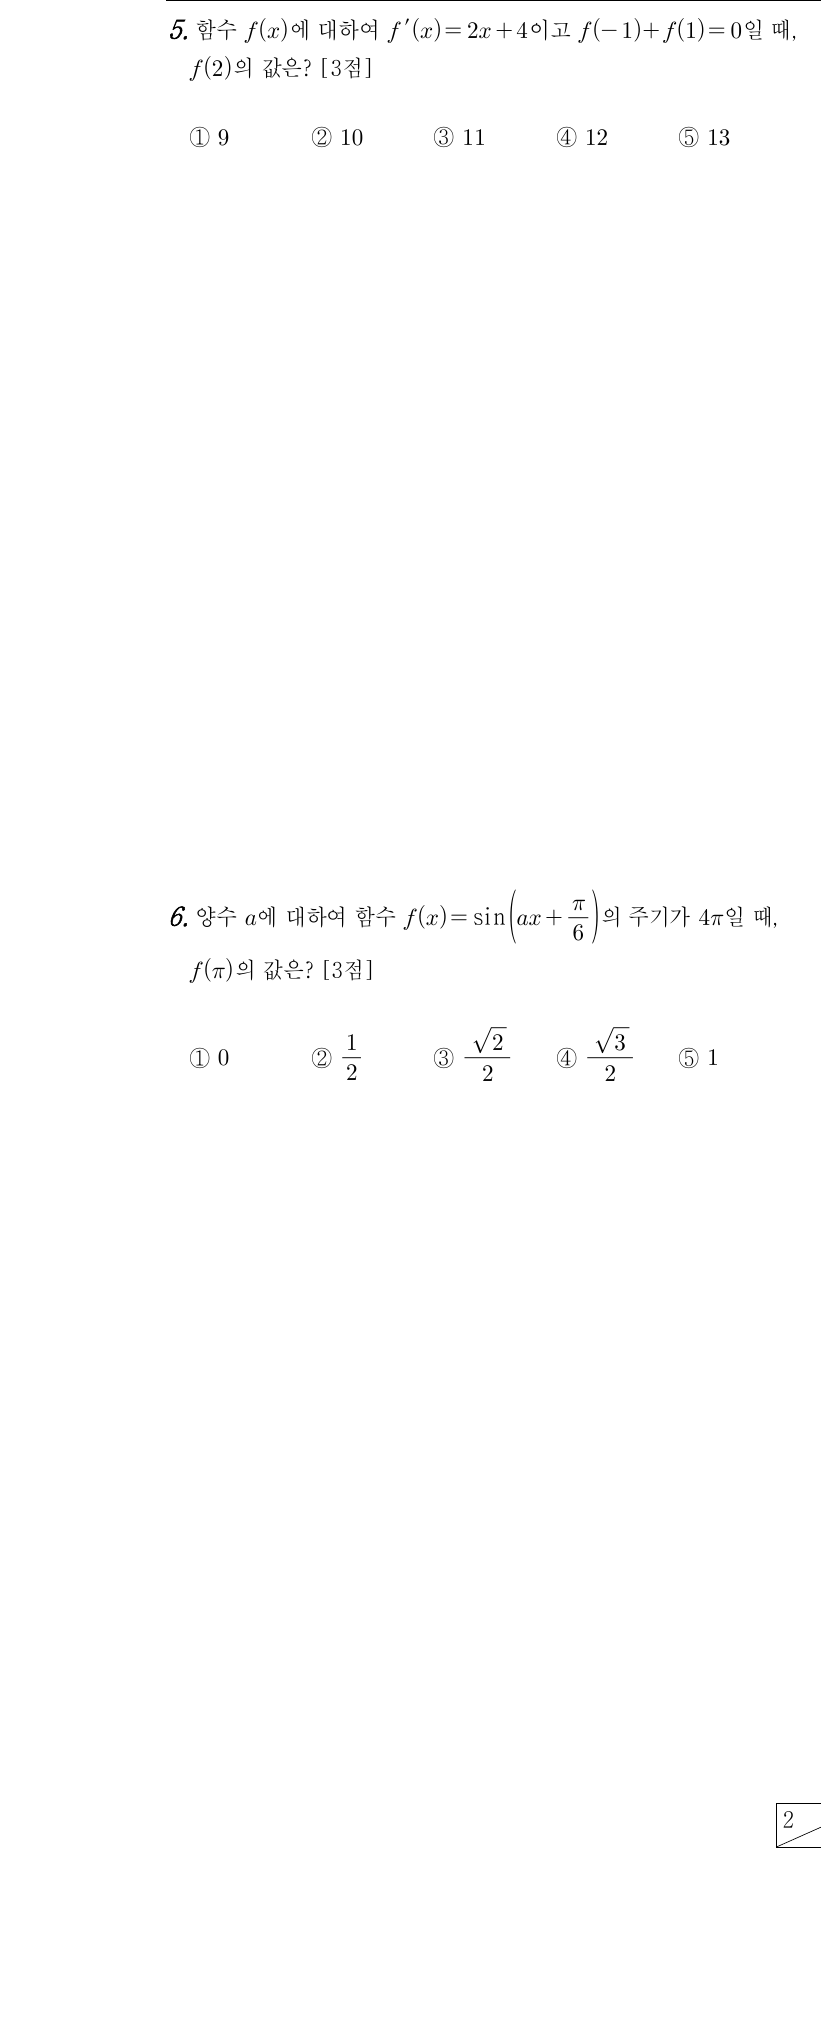 5. 함수 f(x)에 대하여 f′(x)=2x+4이고 f(−1)+f(1)=0일 때,
f(2)의 값은? [3점]
① 9 ② 10 ③ 11 ④ 12 ⑤ 13
6. 양수 a에 대하여 함수 f(x)=sin(ax+π/6)의 주기가 4π일 때,
f(π)의 값은? [3점]
① 0 ② 1/2 ③ √2/2 ④ √3/2 ⑤ 1
2